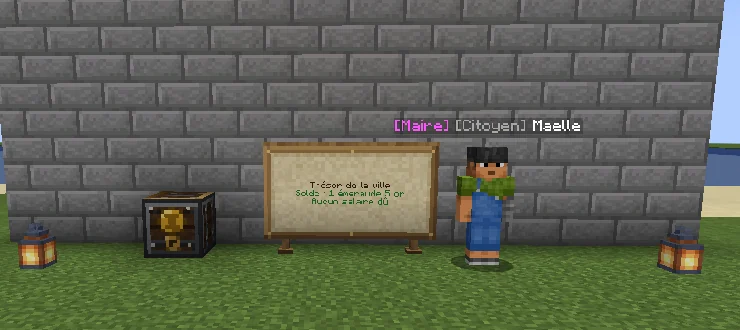 [Maire] [Citoyen] Maelle
Trésor de la ville
Solde : 1 émeraude 5 or
Aucun salaire dû